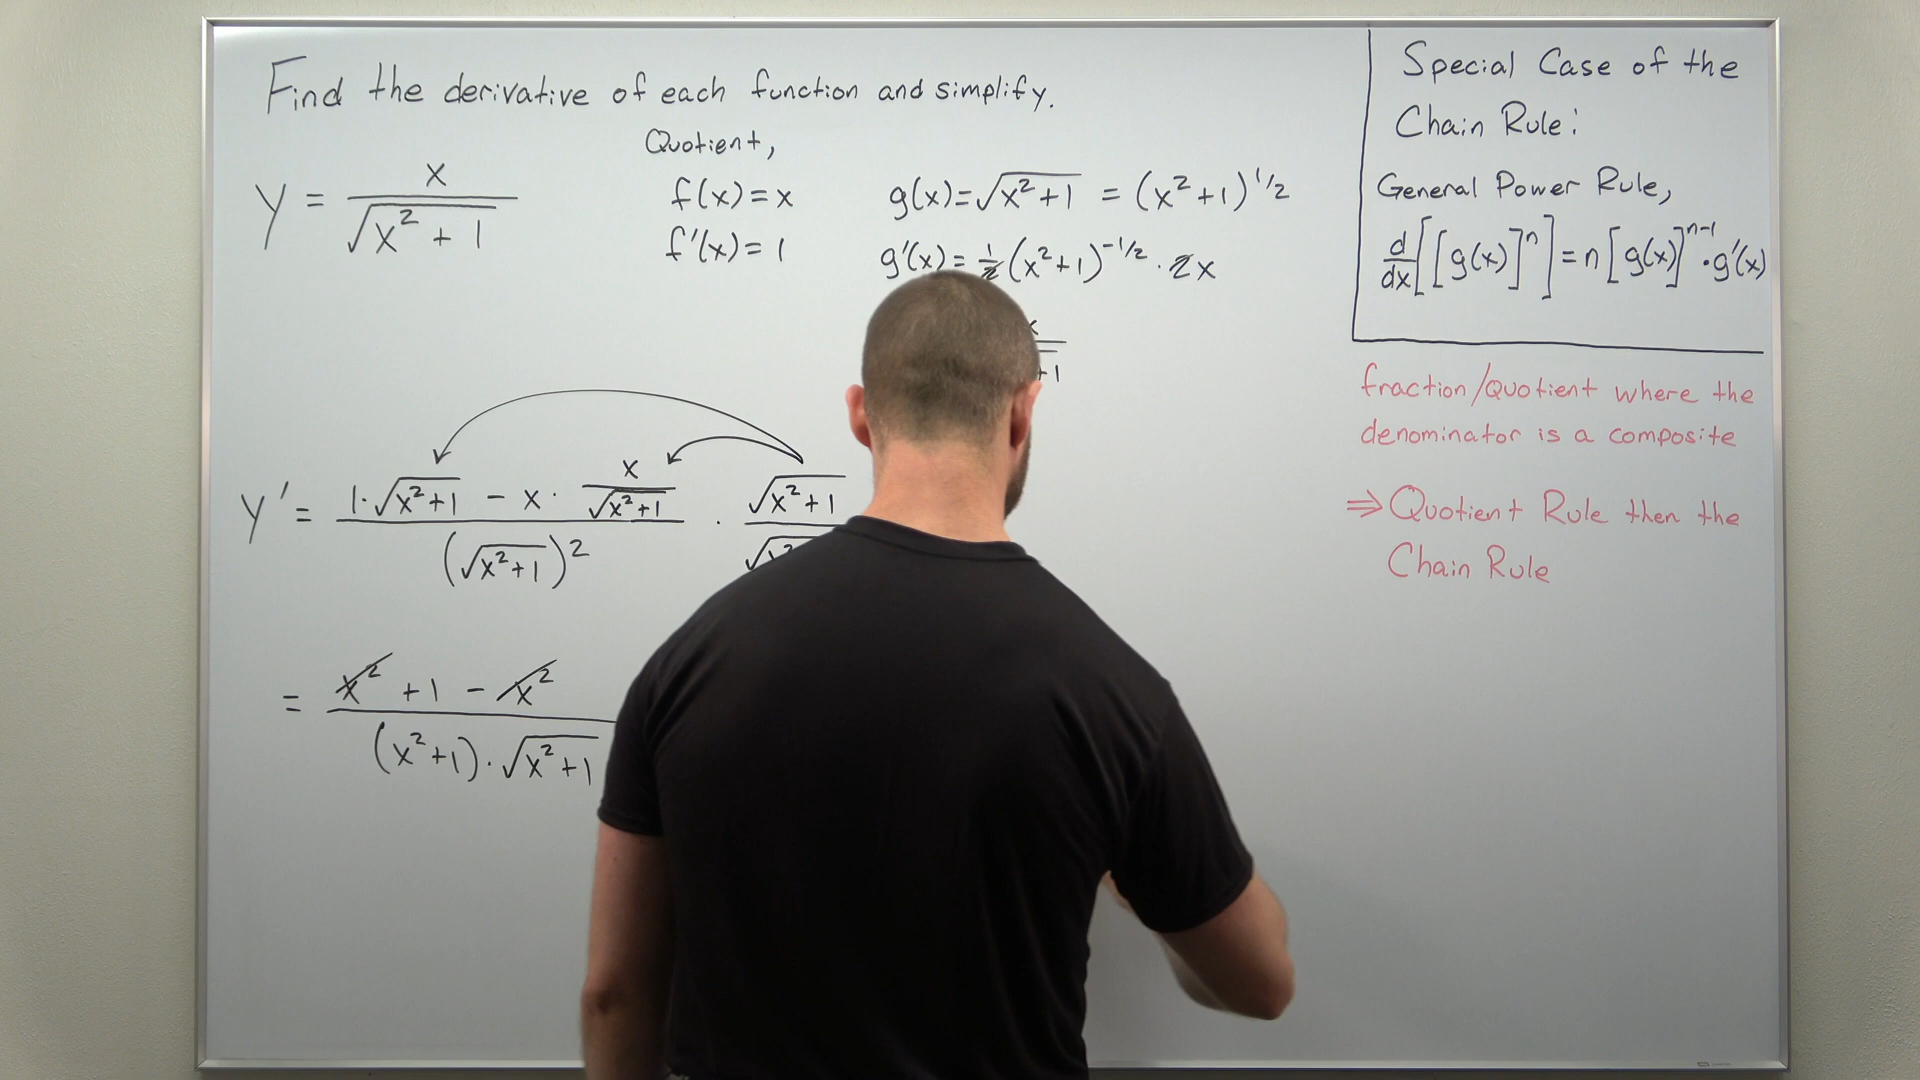 Find the derivative of each function and simplify.
y = x / √(x² + 1)
Quotient,
f(x) = x
f'(x) = 1
g(x) = √(x²+1) = (x²+1)^1/2
g'(x) = 1/2 (x²+1)^-1/2 · 2x
x
+1
y' = (1·√(x²+1) - x · x/√(x²+1)) / (√(x²+1))² · √(x²+1) / √x²
= (x² + 1 - x²) / ((x²+1)·√(x²+1))
Special Case of the
Chain Rule:
General Power Rule,
d/dx [[g(x)]^n] = n [g(x)]^n-1 · g'(x)
fraction/Quotient where the
denominator is a composite
⇒ Quotient Rule then the
Chain Rule